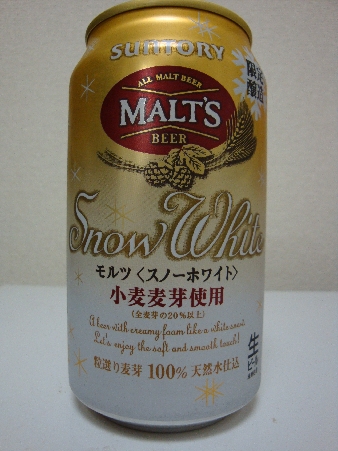 SUNTORY
限定
醸造
ALL MALT BEER
MALT'S
BEER
Snow White
モルツ〈スノーホワイト〉
小麦麦芽使用
(全麦芽の20%以上)
A beer with creamy foam like a white snow.
Let's enjoy the soft and smooth touch!
粒選り麦芽100%天然水仕込
生
ビール